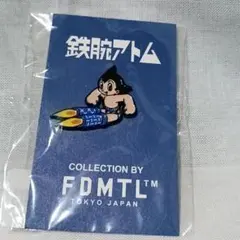 鉄腕アトム
COLLECTION BY
FDMTL™
TOKYO JAPAN